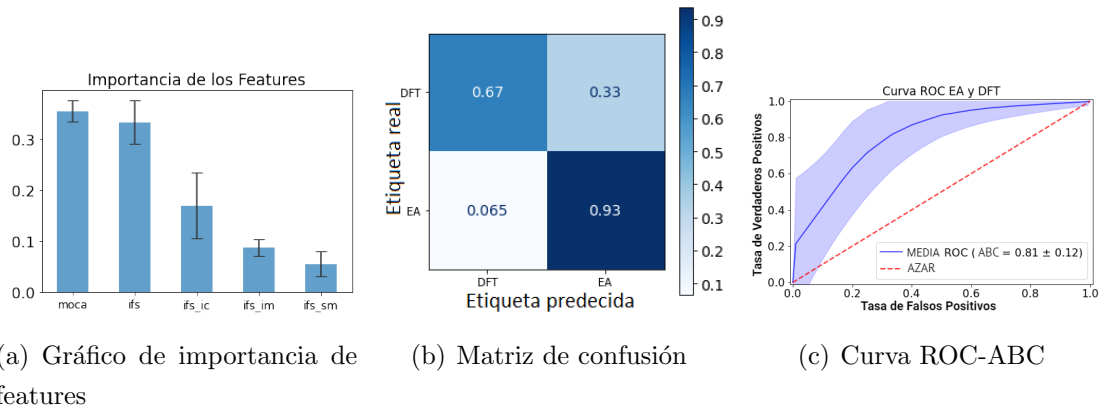 Importancia de los Features
0.3
0.2
0.1
0.0
moca ifs ifs_ic ifs_im ifs_sm
(a) Gráfico de importancia de
features
Etiqueta real
DFT
EA
0.67 0.33
0.065 0.93
DFT EA
Etiqueta predecida
0.9
0.8
0.7
0.6
0.5
0.4
0.3
0.2
0.1
(b) Matriz de confusión
Curva ROC EA y DFT
Tasa de Verdaderos Positivos
1.0
0.8
0.6
0.4
0.2
0.0
MEDIA ROC ( ABC = 0.81 ± 0.12)
AZAR
0.0 0.2 0.4 0.6 0.8 1.0
Tasa de Falsos Positivos
(c) Curva ROC-ABC